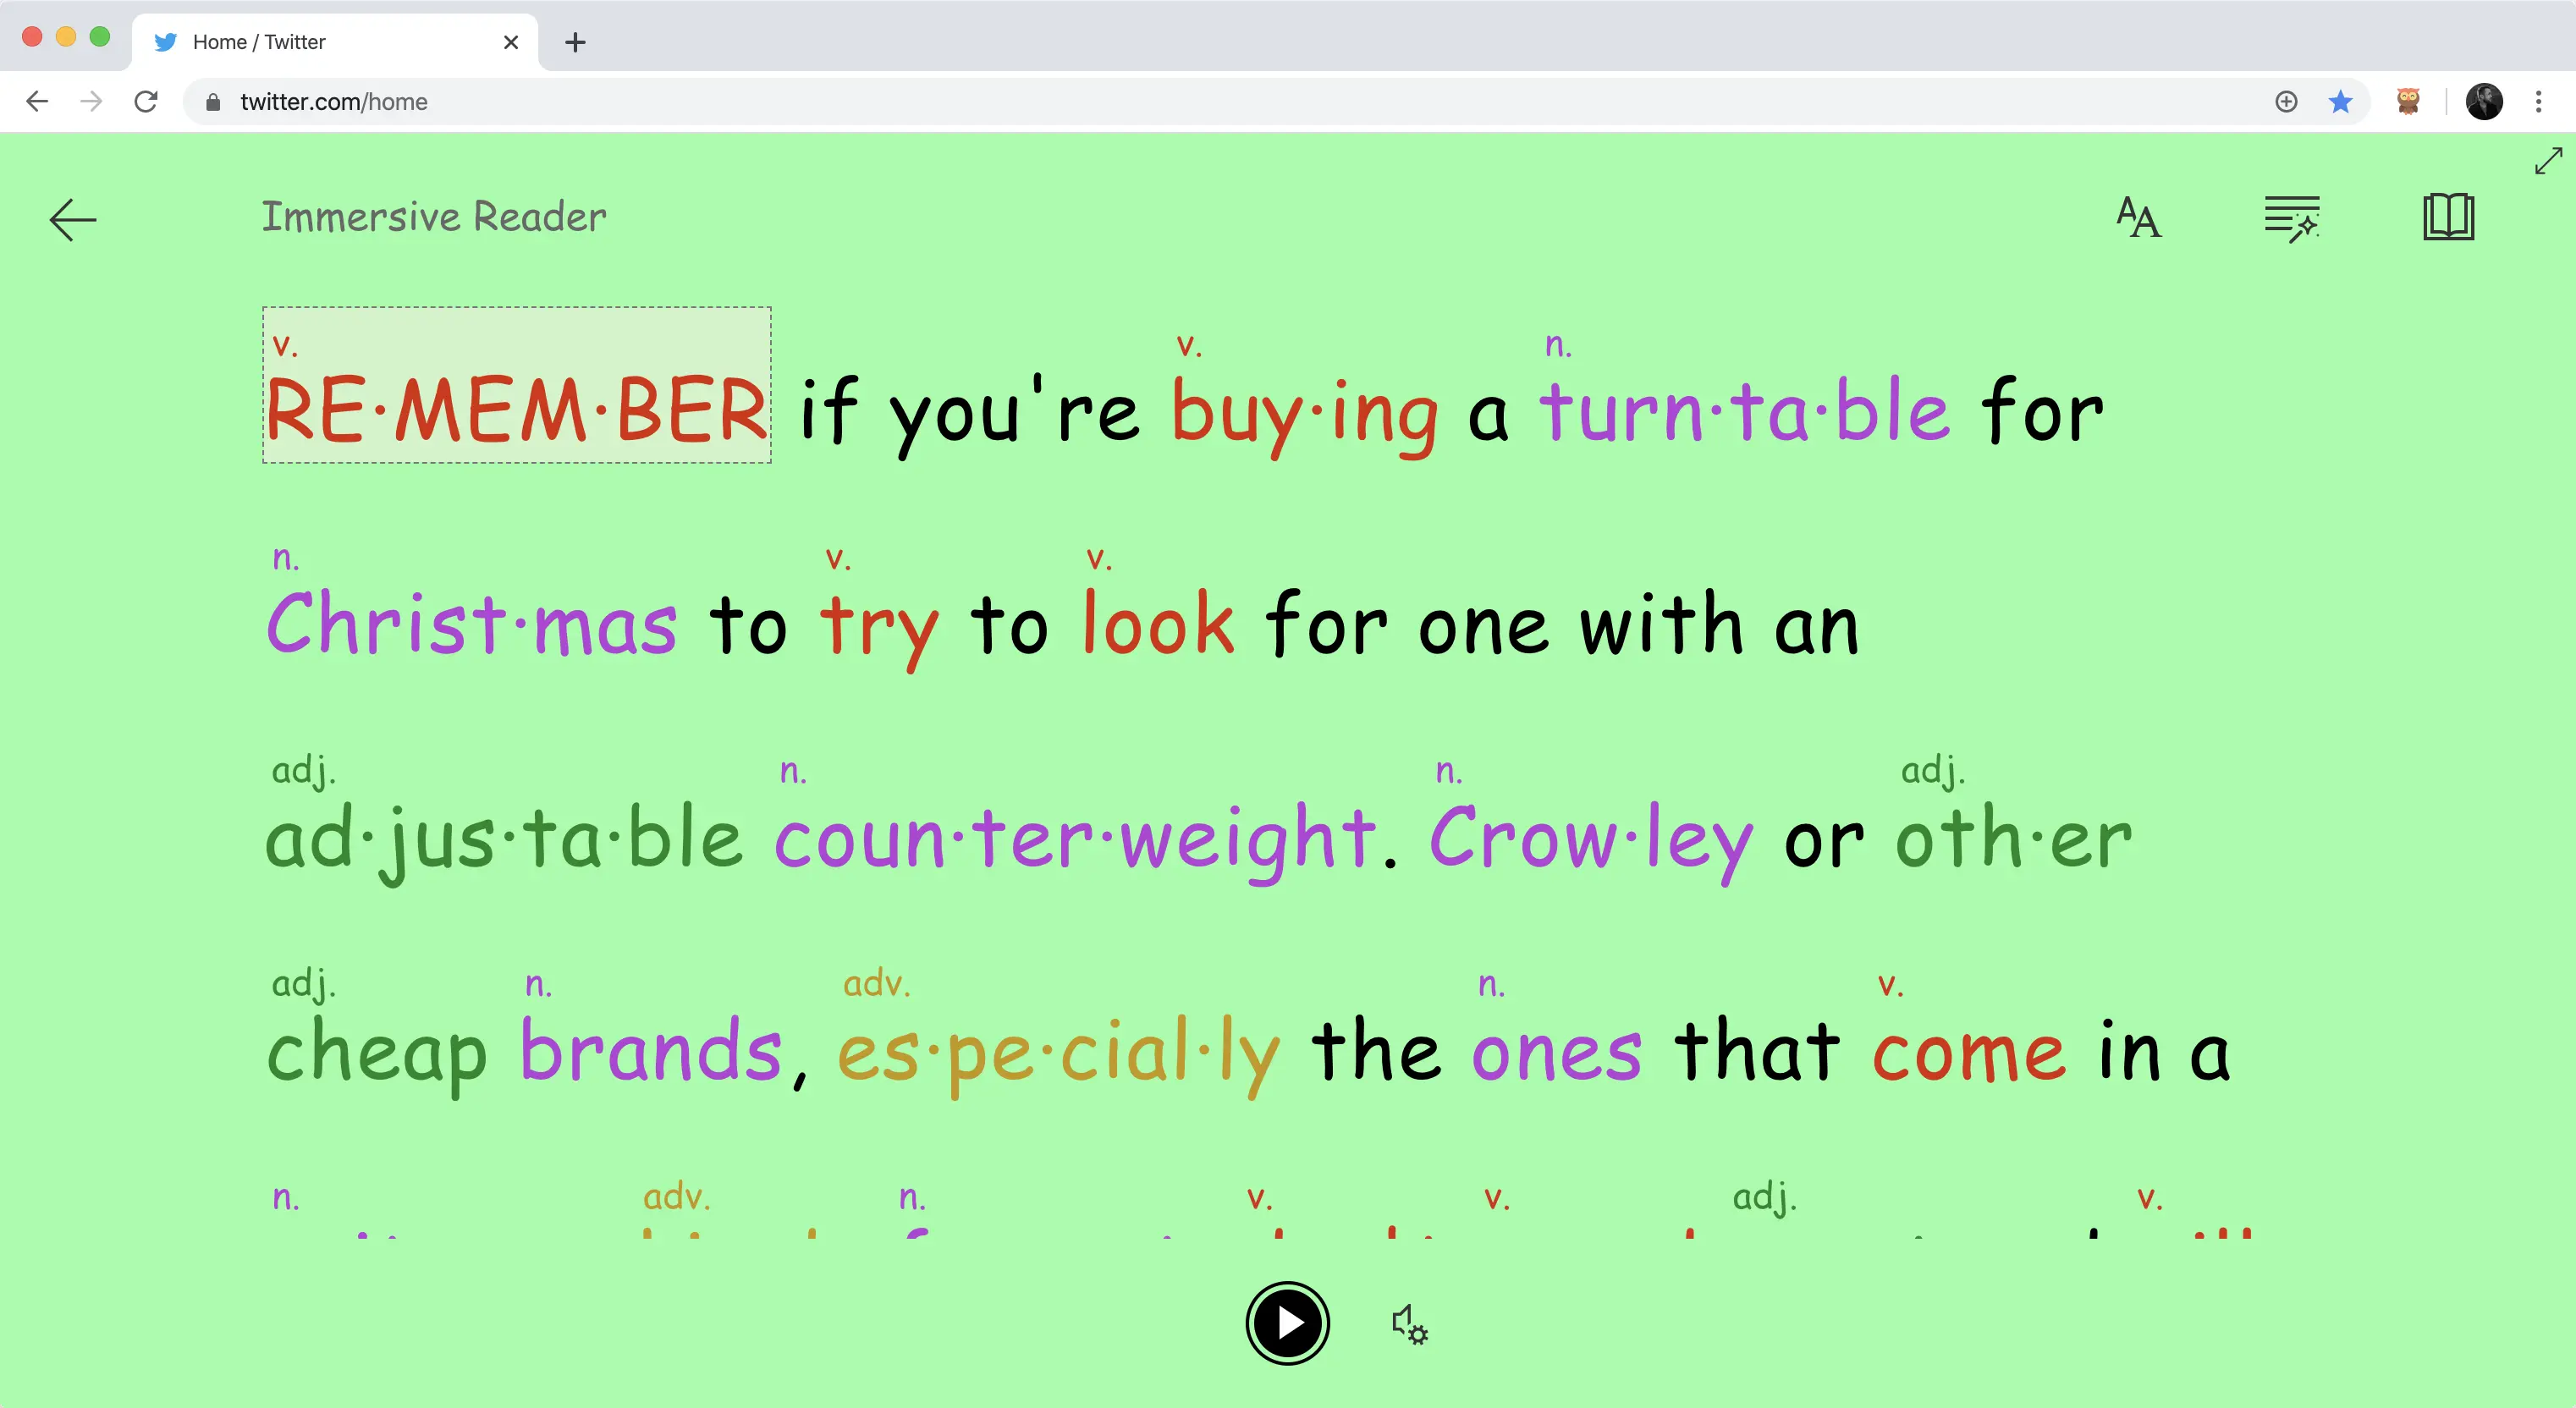 Home / Twitter
twitter.com/home
Immersive Reader
v. v. n.
RE·MEM·BER if you're buy·ing a turn·ta·ble for
n. v. v.
Christ·mas to try to look for one with an
adj. n. n. adj.
ad·jus·ta·ble coun·ter·weight. Crow·ley or oth·er
adj. n. adv. n. v.
cheap brands, es·pe·cial·ly the ones that come in a
n. adv. n. v. v. adj. v.